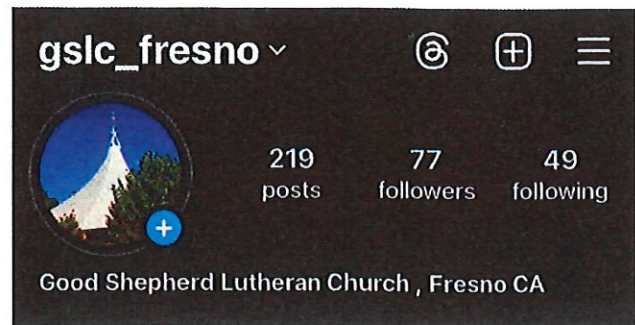 gslc_fresno
219 77 49
posts followers following
Good Shepherd Lutheran Church , Fresno CA